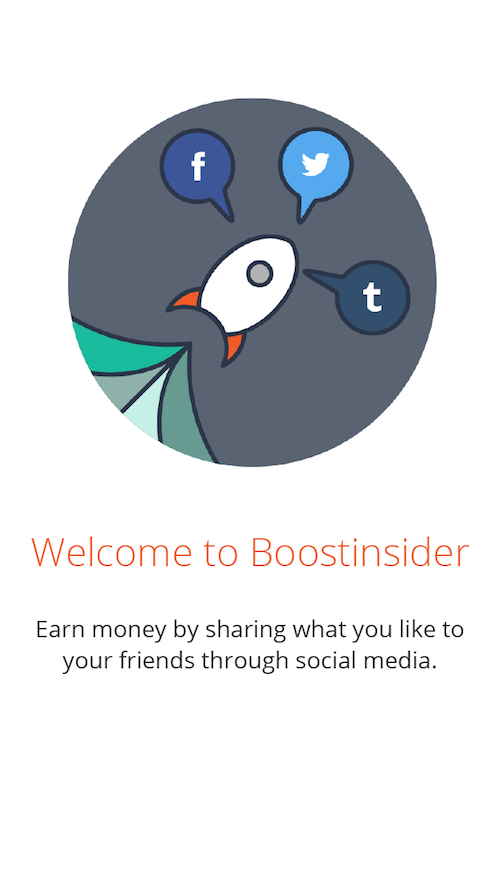 f
t
Welcome to Boostinsider
Earn money by sharing what you like to
your friends through social media.